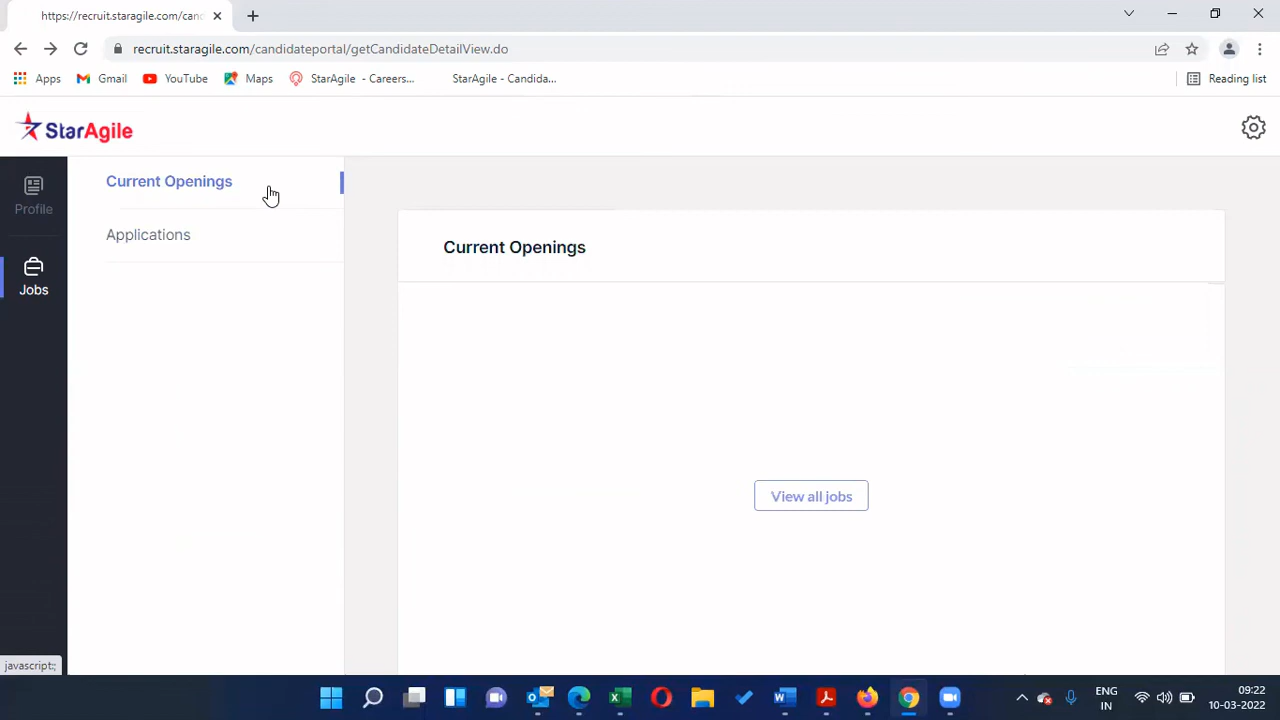 https://recruit.staragile.com/canc
recruit.staragile.com/candidateportal/getCandidateDetailView.do
Apps Gmail YouTube Maps StarAgile - Careers... StarAgile - Candida... Reading list
StarAgile
Profile
Jobs
Current Openings
Applications
Current Openings
View all jobs
javascript:;
ENG
IN
09:22
10-03-2022